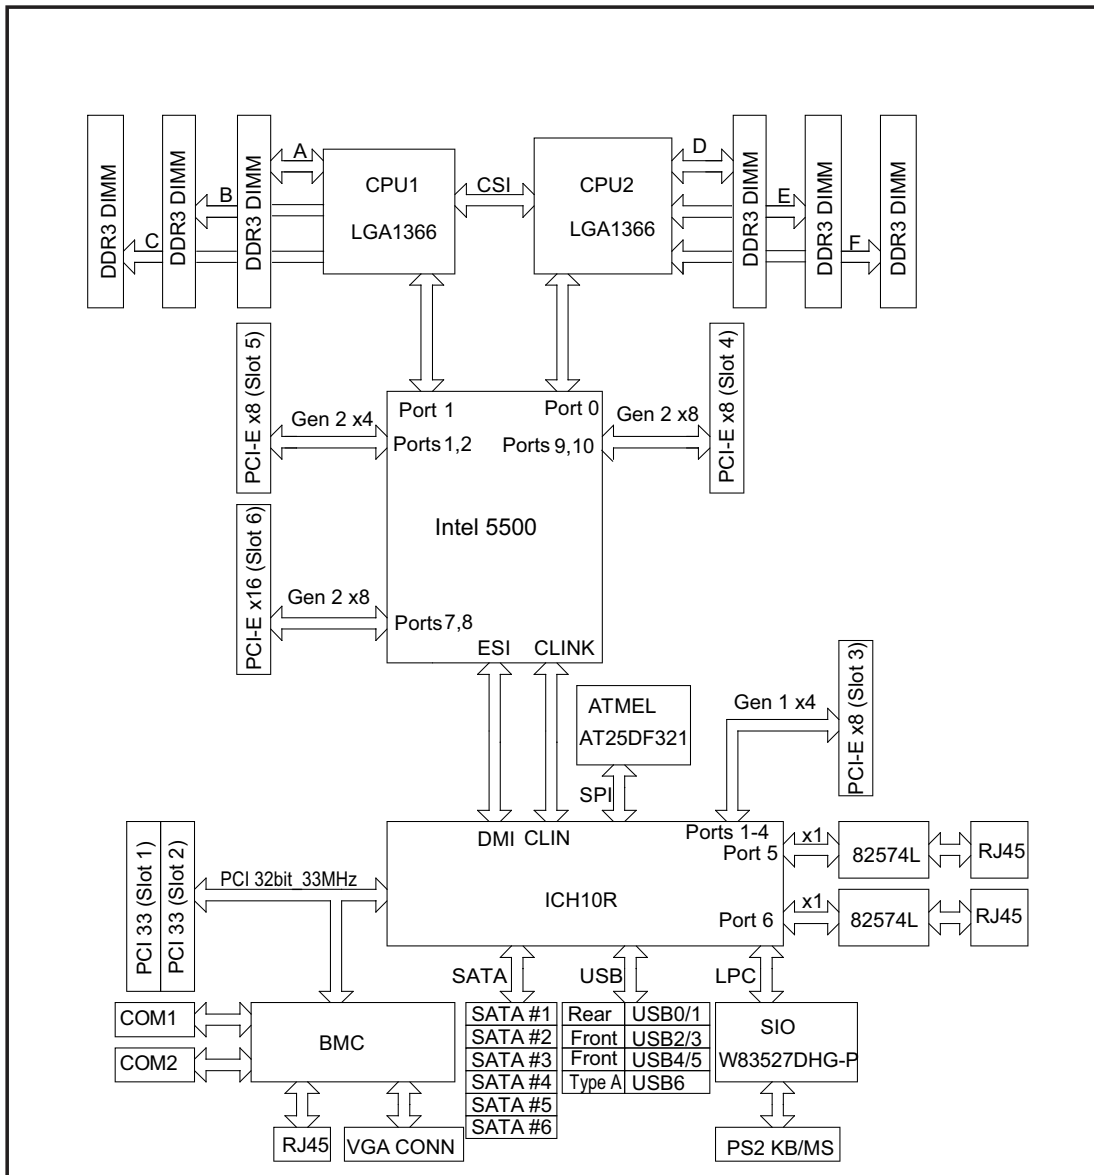 DDR3 DIMM
DDR3 DIMM
DDR3 DIMM
A
B
C
CPU1
LGA1366
CSI
CPU2
LGA1366
D
E
F
DDR3 DIMM
DDR3 DIMM
DDR3 DIMM
PCI-E x8 (Slot 5)
Gen 2 x4
Port 1
Port 0
Ports 1,2
Ports 9,10
Gen 2 x8
PCI-E x8 (Slot 4)
Intel 5500
PCI-E x16 (Slot 6)
Gen 2 x8
Ports 7,8
ESI
CLINK
ATMEL
AT25DF321
SPI
Gen 1 x4
PCI-E x8 (Slot 3)
PCI 33 (Slot 1)
PCI 33 (Slot 2)
PCI 32bit_33MHz
DMI
CLIN
Ports 1-4
Port 5
ICH10R
Port 6
x1
82574L
RJ45
x1
82574L
RJ45
SATA
USB
LPC
COM1
COM2
BMC
RJ45
VGA CONN
SATA #1
SATA #2
SATA #3
SATA #4
SATA #5
SATA #6
Rear USB0/1
Front USB2/3
Front USB4/5
Type A USB6
SIO
W83527DHG-P
PS2 KB/MS